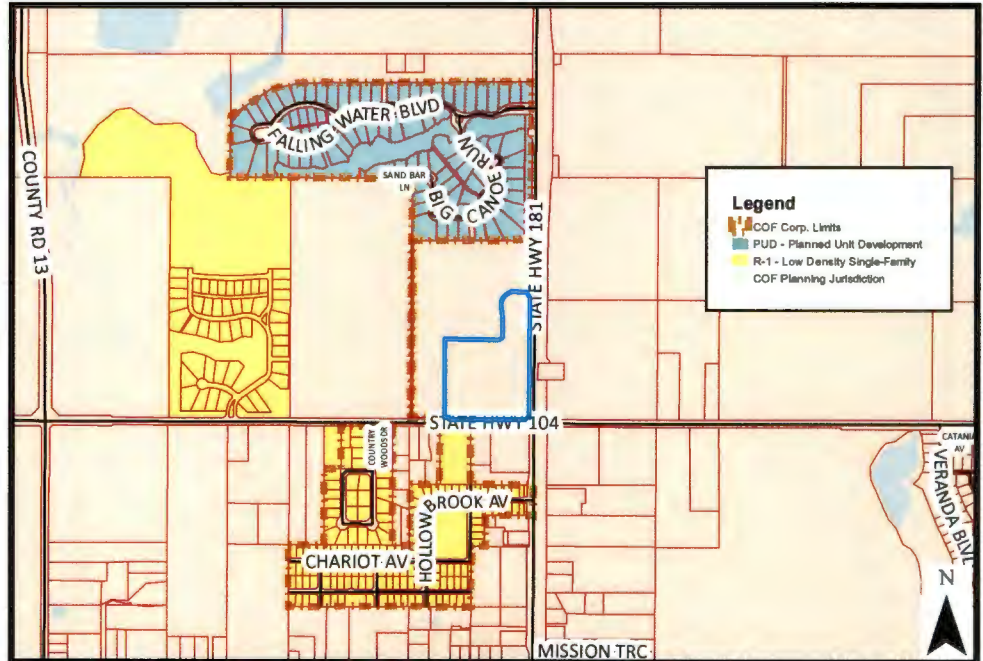 FALLING WATER BLVD
SAND BAR
LN
BIG CANOE RUN
COUNTY RD 13
STATE HWY 181
Legend
COF Corp. Limits
PUD - Planned Unit Development
R-1 - Low Density Single-Family
COF Planning Jurisdiction
STATE HWY 104
COUNTRY
WOODS DR
HOLLOW BROOK AV
CHARIOT AV
CATANIA
AV
VERANDA BLVD
N
MISSION TRC